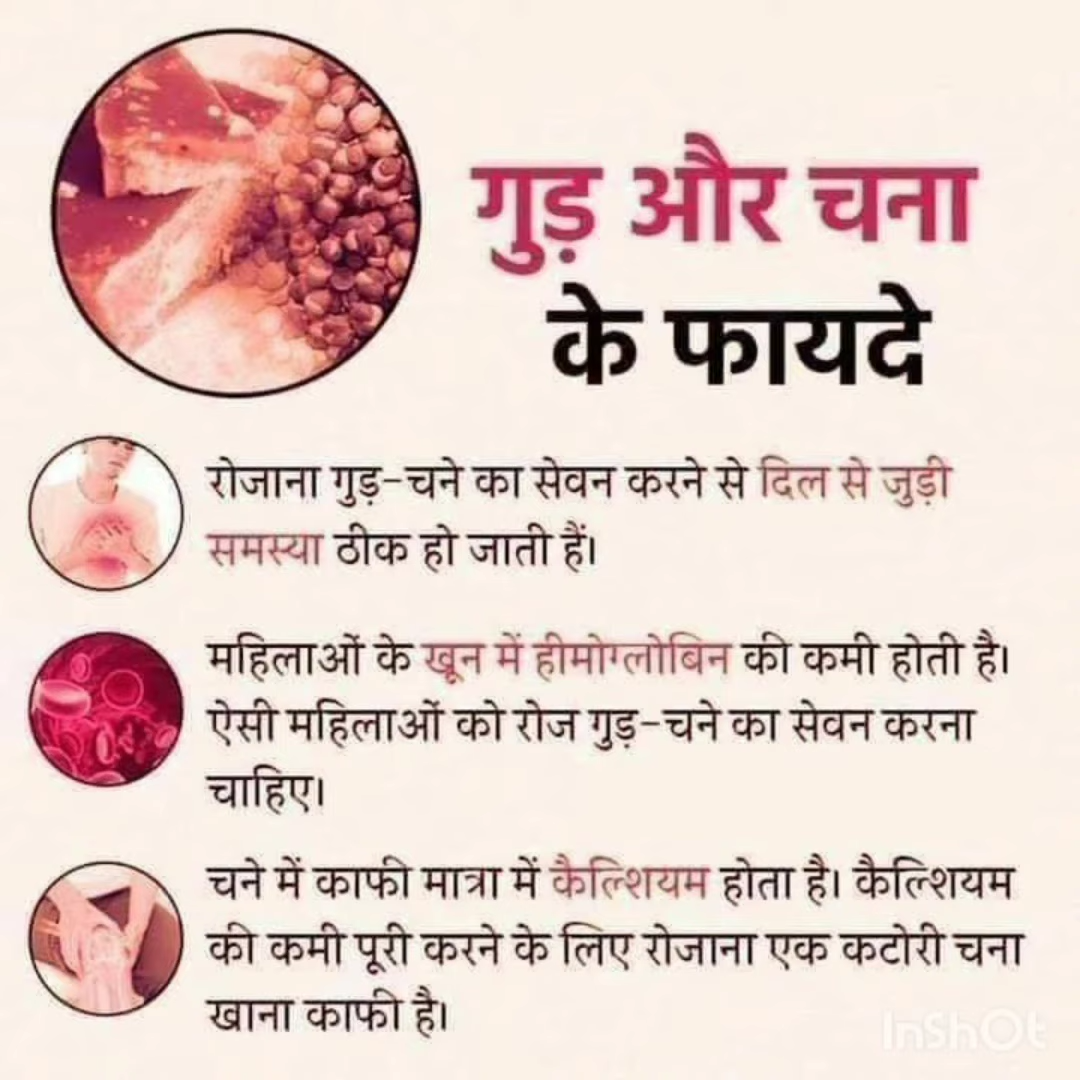 गुड़ और चना
के फायदे
रोजाना गुड़-चने का सेवन करने से दिल से जुड़ी
समस्या ठीक हो जाती हैं।
महिलाओं के खून में हीमोग्लोबिन की कमी होती है।
ऐसी महिलाओं को रोज गुड़-चने का सेवन करना
चाहिए।
चने में काफी मात्रा में कैल्शियम होता है। कैल्शियम
की कमी पूरी करने के लिए रोजाना एक कटोरी चना
खाना काफी है।
InShOt